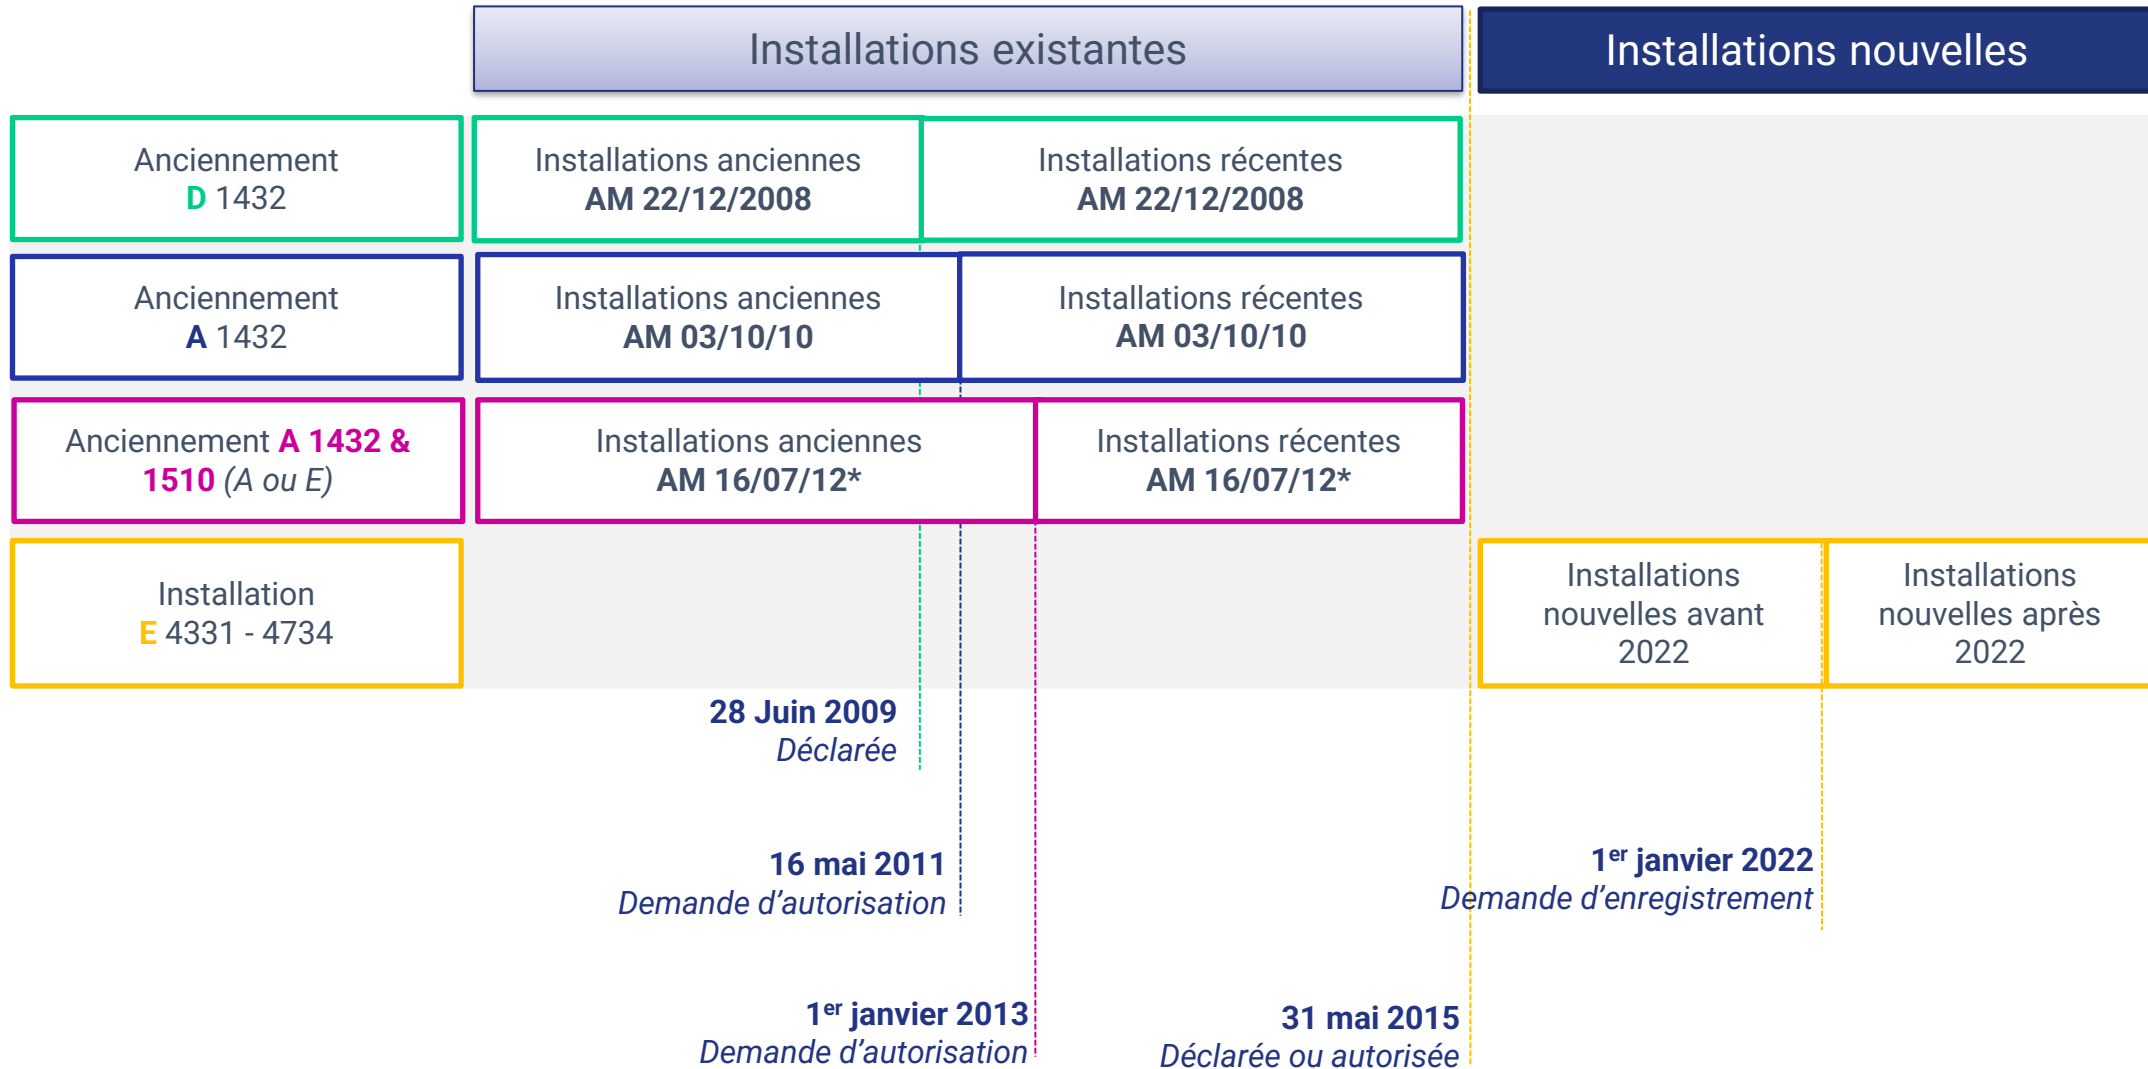 Installations existantes
Installations nouvelles
Anciennement
D 1432
Installations anciennes
AM 22/12/2008
Installations récentes
AM 22/12/2008
Anciennement
A 1432
Installations anciennes
AM 03/10/10
Installations récentes
AM 03/10/10
Anciennement A 1432 &
1510 (A ou E)
Installations anciennes
AM 16/07/12*
Installations récentes
AM 16/07/12*
Installation
E 4331 - 4734
Installations
nouvelles avant
2022
Installations
nouvelles après
2022
28 Juin 2009
Déclarée
16 mai 2011
Demande d’autorisation
1er janvier 2022
Demande d’enregistrement
1er janvier 2013
Demande d’autorisation
31 mai 2015
Déclarée ou autorisée